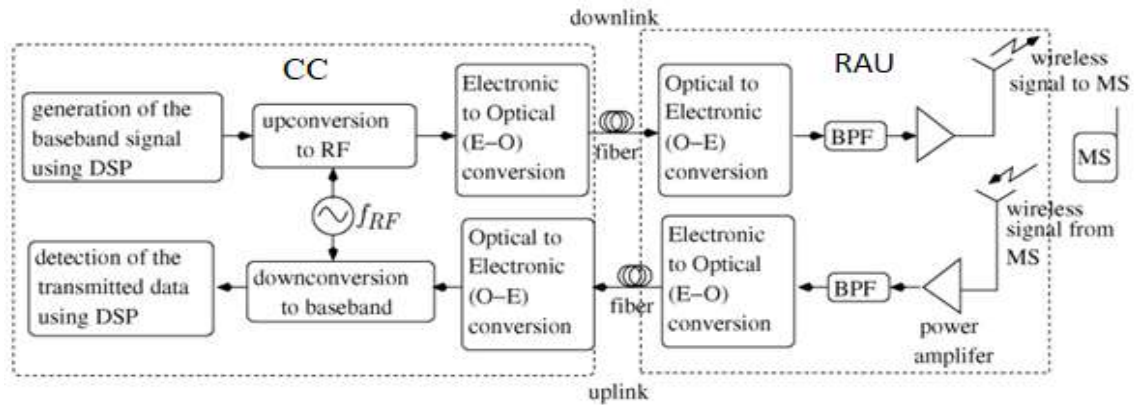 downlink
CC
RAU
generation of the
baseband signal
using DSP
upconversion
to RF
Electronic
to Optical
(E–O)
conversion
fiber
Optical to
Electronic
(O–E)
conversion
BPF
wireless
signal to MS
MS
fRF
detection of the
transmitted data
using DSP
downconversion
to baseband
Optical to
Electronic
(O–E)
conversion
fiber
Electronic
to Optical
(E–O)
conversion
BPF
power
amplifer
wireless
signal from
MS
uplink